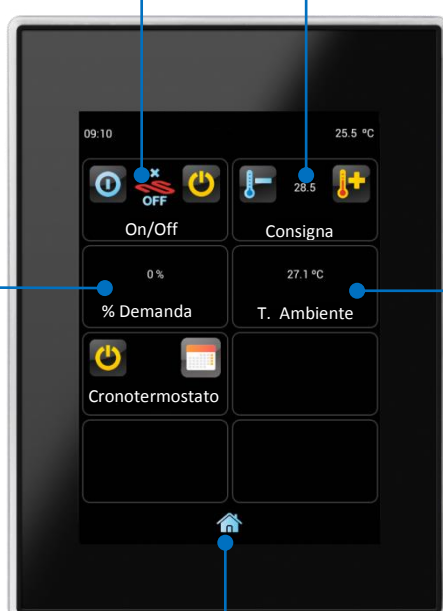 09:10
25.5 ºC
OFF
28.5
On/Off
Consigna
0 %
27.1 ºC
% Demanda
T. Ambiente
Cronotermostato